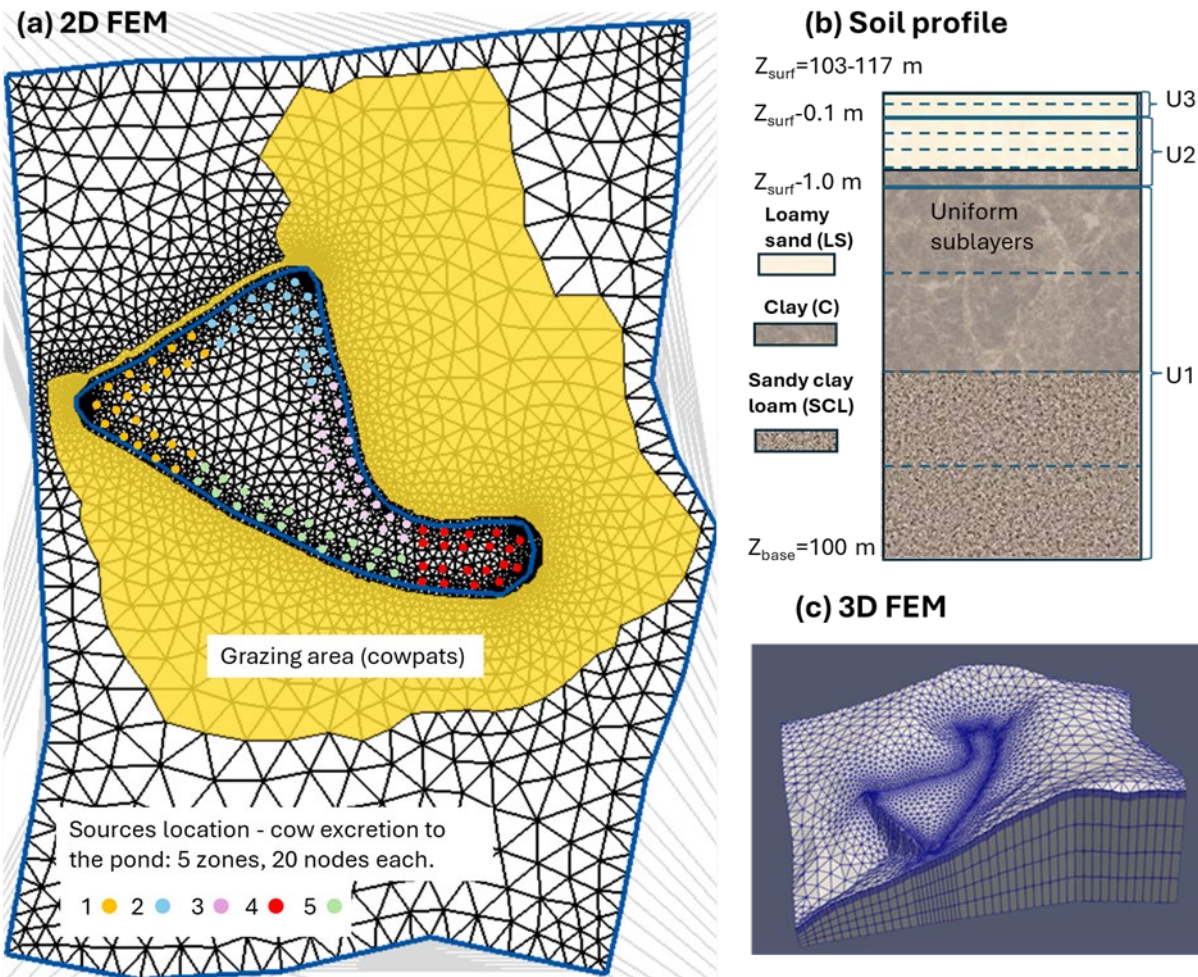 (a) 2D FEM
Grazing area (cowpats)
Sources location - cow excretion to
the pond: 5 zones, 20 nodes each.
1 2 3 4 5
(b) Soil profile
Zsurf=103-117 m
Zsurf-0.1 m
Zsurf-1.0 m
Loamy
sand (LS)
Clay (C)
Sandy clay
loam (SCL)
Zbase=100 m
Uniform
sublayers
U3
U2
U1
(c) 3D FEM